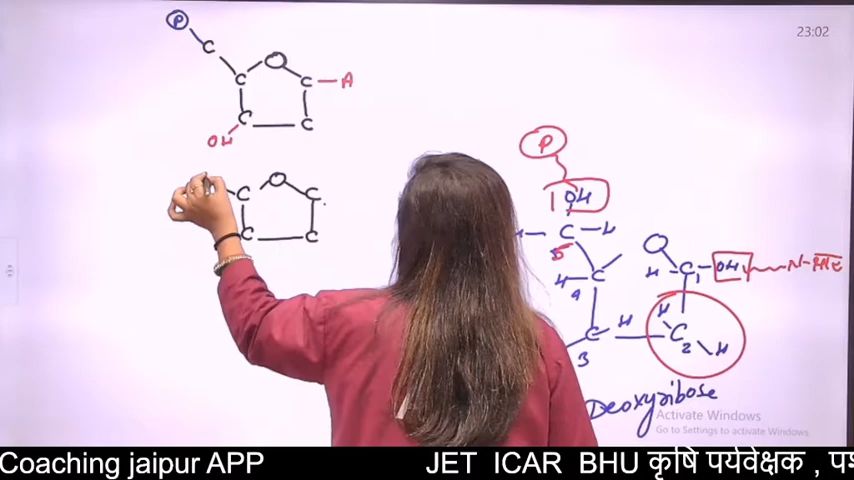 23:02
P
C
O
C
C
A
C
C
OH
O
C
C
C
C
P
OH
C
H
5
O
H
C
1
OH
N
H
C
4
H
C
H
3
C
2
H
Deoxyribose
Activate Windows
Go to Settings to activate Windows
Coaching jaipur APP
JET ICAR BHU कृषि पर्यवेक्षक ,